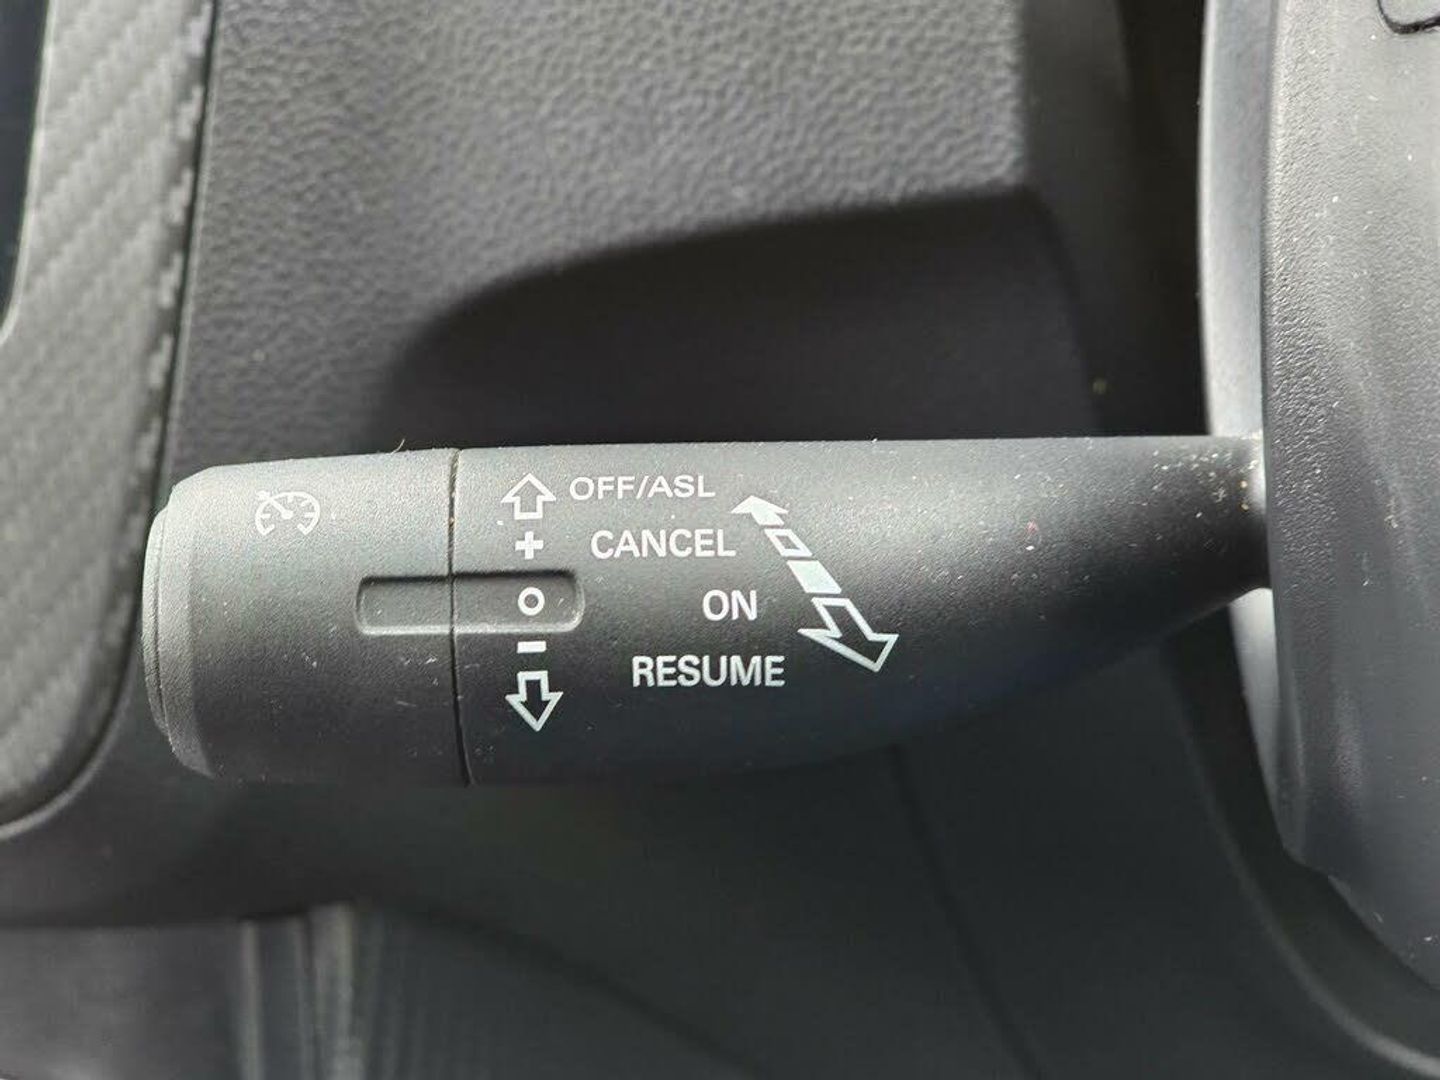 OFF/ASL
+ CANCEL
O ON
- RESUME